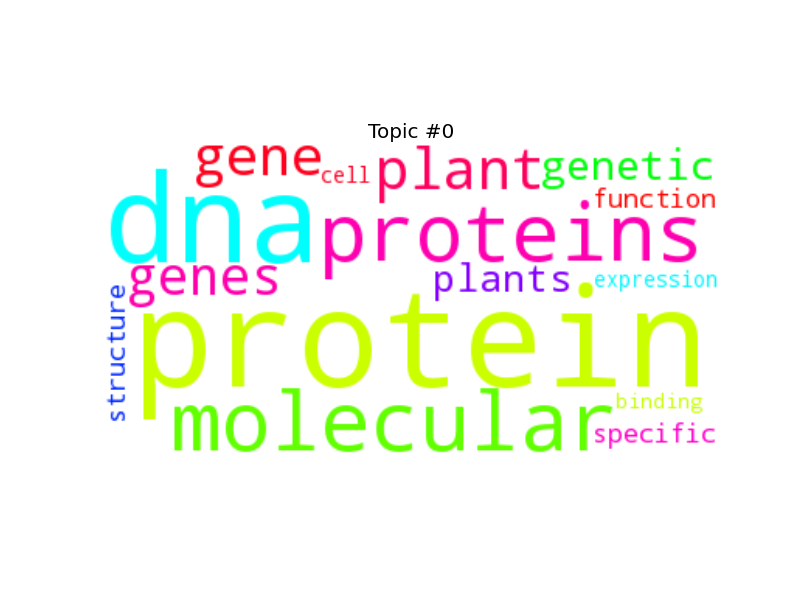 Topic #0
gene cell plant genetic
function
dna proteins
genes plants expression
structure
protein
binding
molecular specific